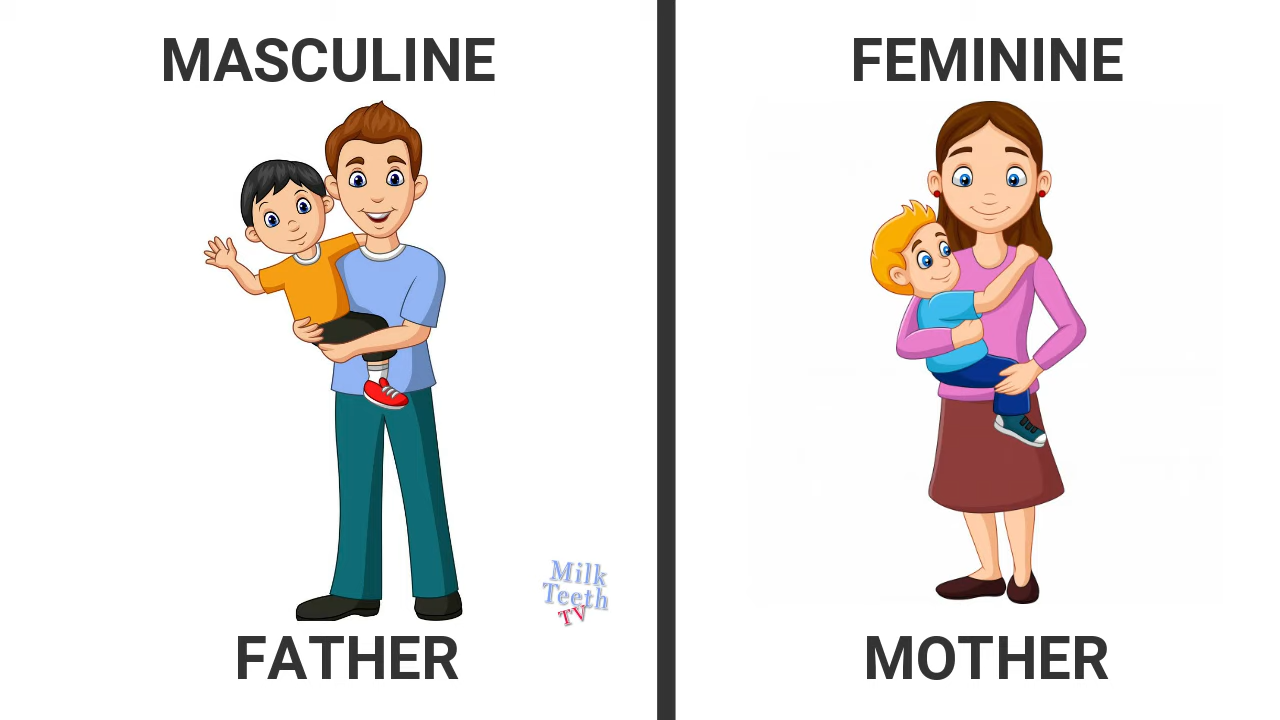 MASCULINE
FATHER
Milk
Teeth
TV
FEMININE
MOTHER